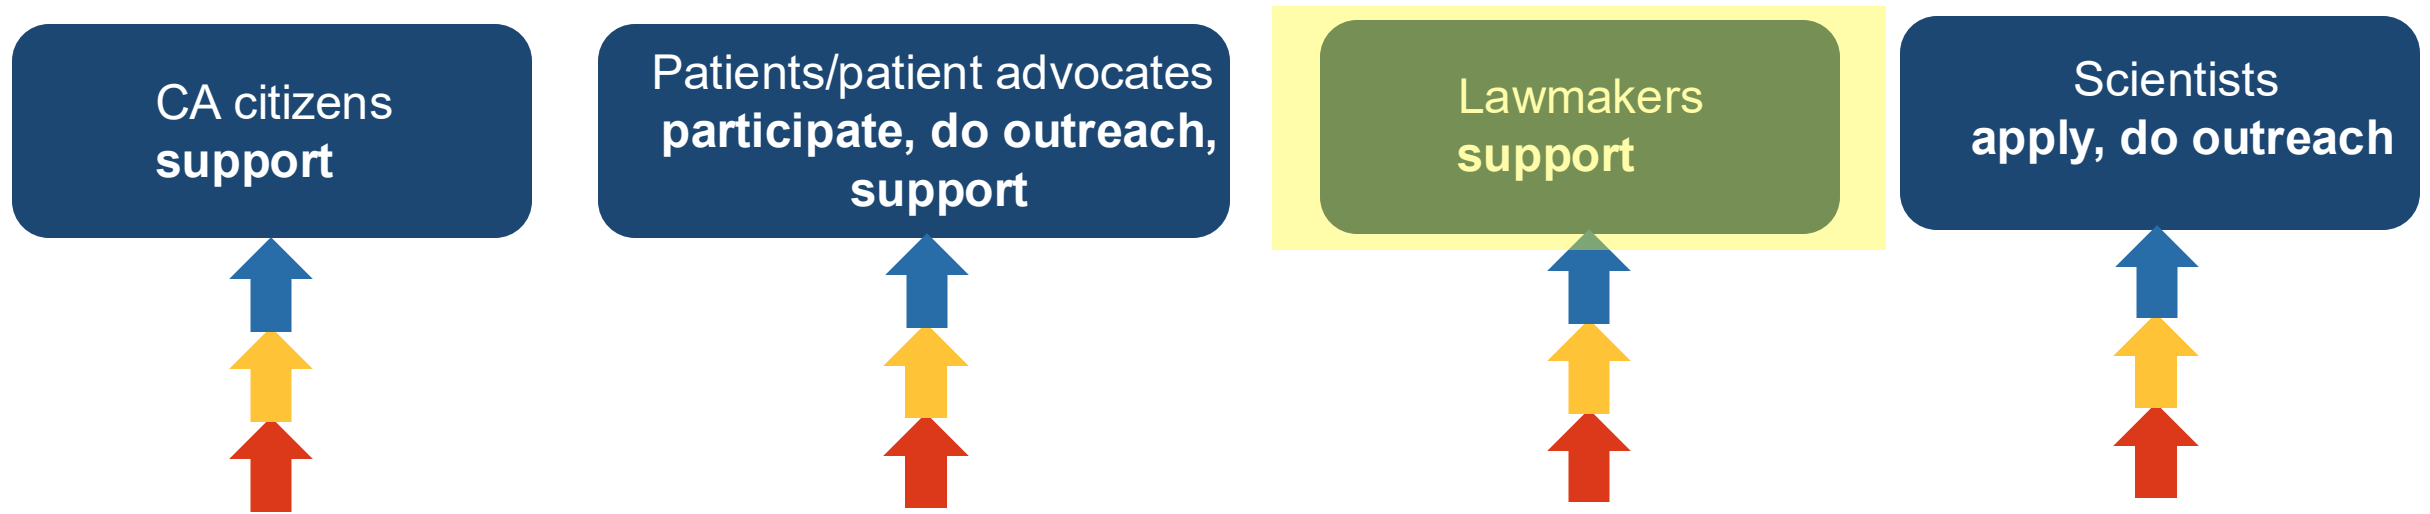 CA citizens
support
Patients/patient advocates
participate, do outreach,
support
Lawmakers
support
Scientists
apply, do outreach